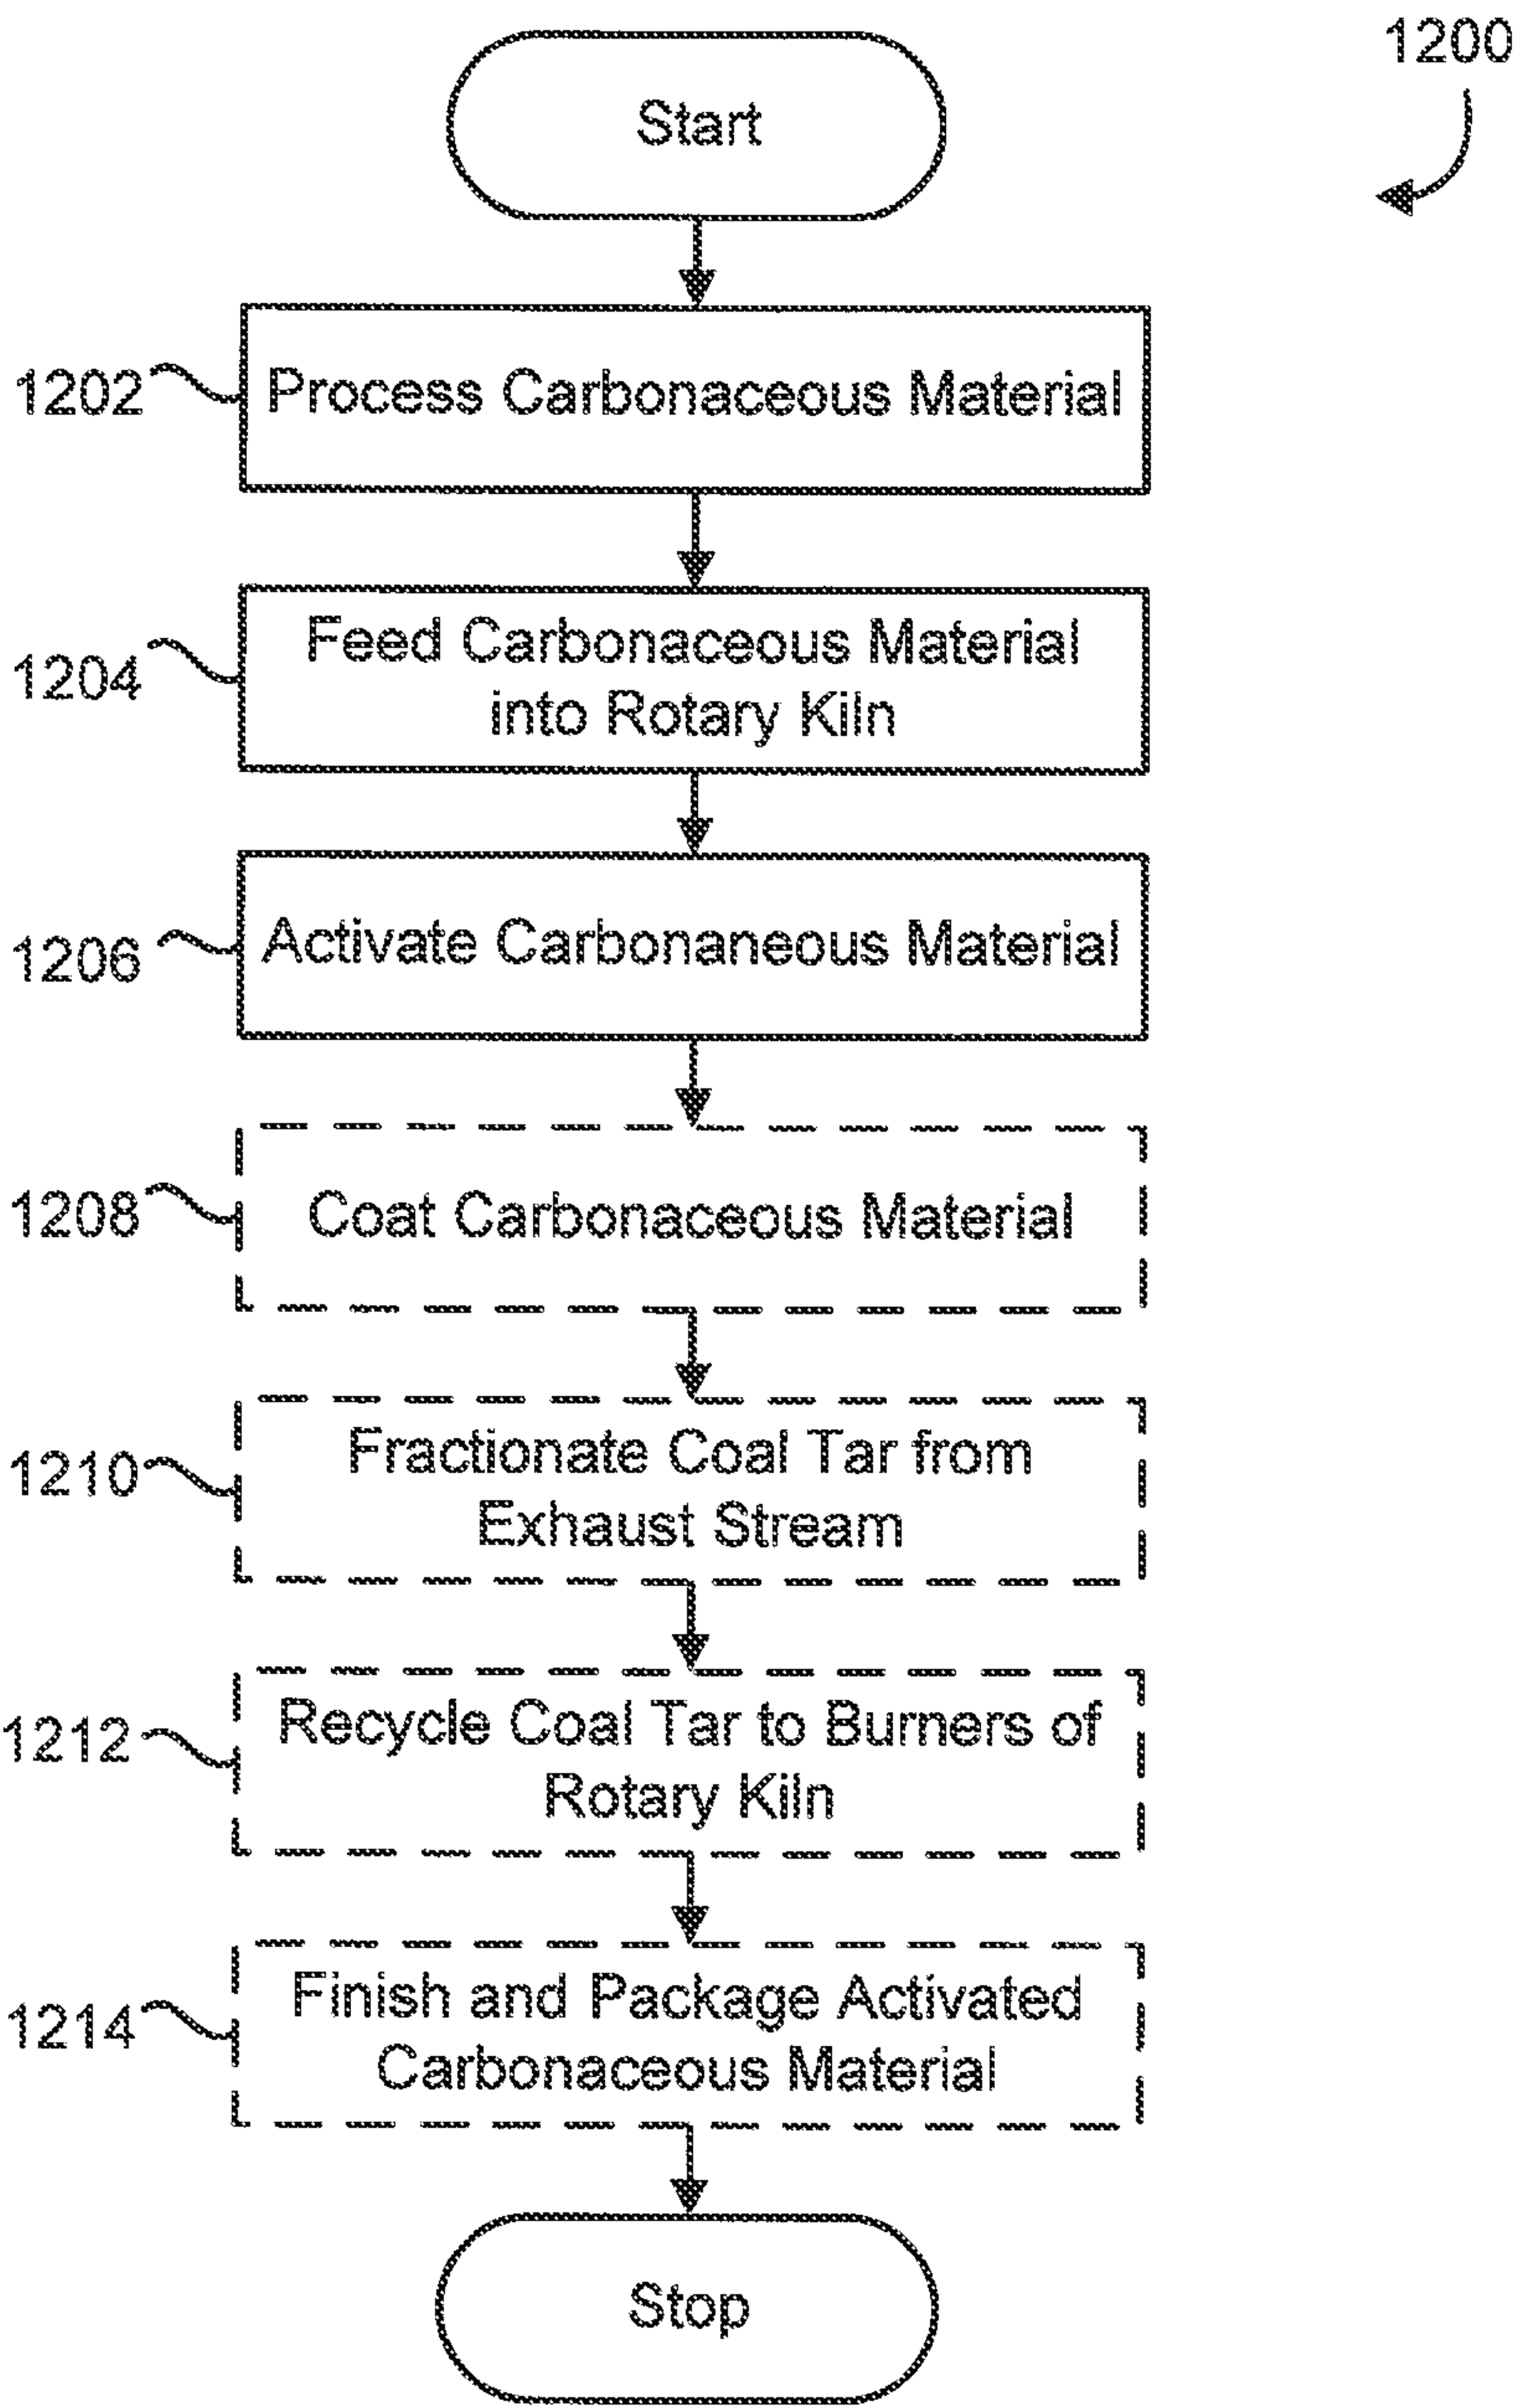 1200
Start
1202
Process Carbonaceous Material
1204
Feed Carbonaceous Material
into Rotary Kiln
1206
Activate Carbonaneous Material
1208
Coat Carbonaceous Material
1210
Fractionate Coal Tar from
Exhaust Stream
1212
Recycle Coal Tar to Burners of
Rotary Kiln
1214
Finish and Package Activated
Carbonaceous Material
Stop